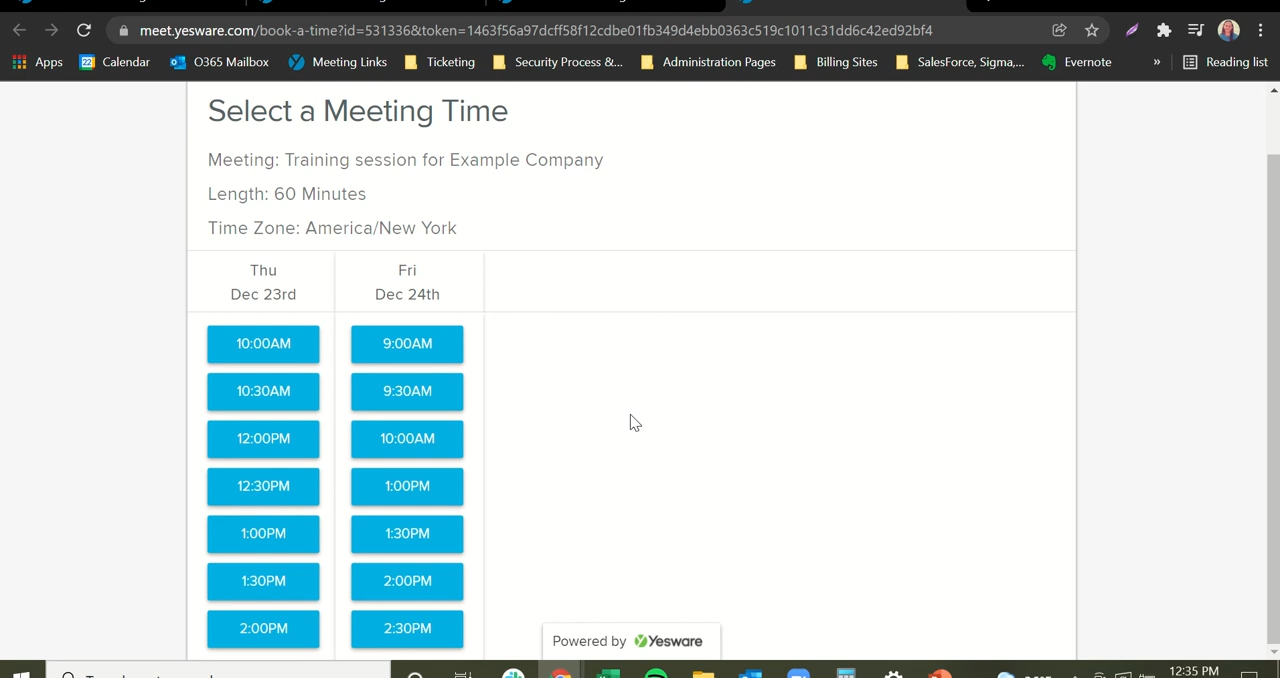 meet.yesware.com/book-a-time?id=531336&token=1463f56a97dcff58f12cdbe01fb349d4ebb0363c519c1011c31dd6c42ed92bf4
Apps 22 Calendar O365 Mailbox Meeting Links Ticketing Security Process &... Administration Pages Billing Sites SalesForce, Sigma,... Evernote » Reading list
Select a Meeting Time
Meeting: Training session for Example Company
Length: 60 Minutes
Time Zone: America/New York
Thu Fri
Dec 23rd Dec 24th
10:00AM 9:00AM
10:30AM 9:30AM
12:00PM 10:00AM
12:30PM 1:00PM
1:00PM 1:30PM
1:30PM 2:00PM
2:00PM 2:30PM
Powered by Yesware
12:35 PM